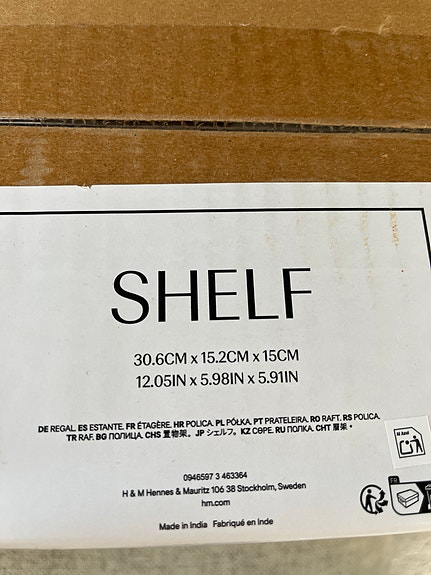 SHELF
30.6CM x 15.2CM x 15CM
12.05IN x 5.98IN x 5.91IN
DE REGAL. ES ESTANTE. FR ÉTAGÈRE. HR POLICA. PL PÓŁKA. PT PRATELEIRA. RO RAFT. RS POLICA.
TR RAF. BG ПОЛИЦА. CHS 置物架。JP シェルフ。KZ СӨРЕ. RU ПОЛКА. CHT 層架。
0946597 3 463364
H & M Hennes & Mauritz 106 38 Stockholm, Sweden
hm.com
Made in India Fabriqué en Inde
FR